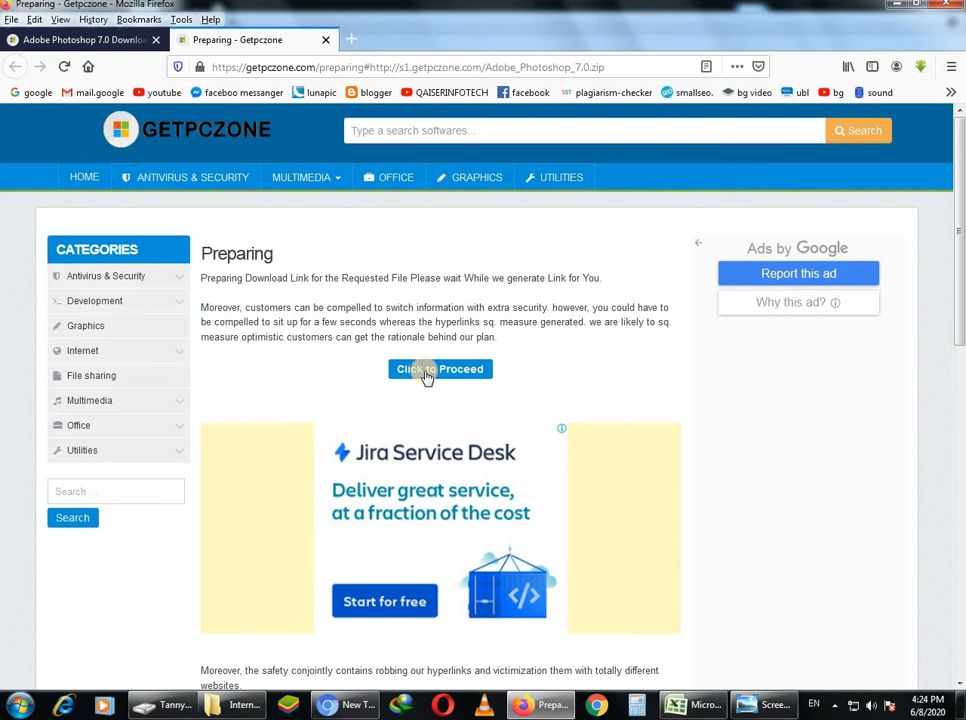 Preparing - Getpczone - Mozilla Firefox
File Edit View History Bookmarks Tools Help
Adobe Photoshop 7.0 Downloa
Preparing - Getpczone
https://getpczone.com/preparing#http://s1.getpczone.com/Adobe_Photoshop_7.0.zip
google mail.google youtube faceboo messanger lunapic blogger QAISERINFOTECH facebook plagiarism-checker smallseo. bg video ubl bg sound
GETPCZONE
Type a search softwares...
Search
HOME ANTIVIRUS & SECURITY MULTIMEDIA OFFICE GRAPHICS UTILITIES
CATEGORIES
Antivirus & Security
Development
Graphics
Internet
File sharing
Multimedia
Office
Utilities
Search ...
Search
Preparing
Preparing Download Link for the Requested File Please wait While we generate Link for You.
Moreover, customers can be compelled to switch information with extra security. however, you could have to
be compelled to sit up for a few seconds whereas the hyperlinks sq. measure generated. we are likely to sq.
measure optimistic customers can get the rationale behind our plan.
Click to Proceed
Jira Service Desk
Deliver great service,
at a fraction of the cost
Start for free
Moreover, the safety conjointly contains robbing our hyperlinks and victimization them with totally different
websites.
Ads by Google
Report this ad
Why this ad?
Tanny... Intern... New T... Prepa... Micro... Scree... EN
4:24 PM
6/8/2020